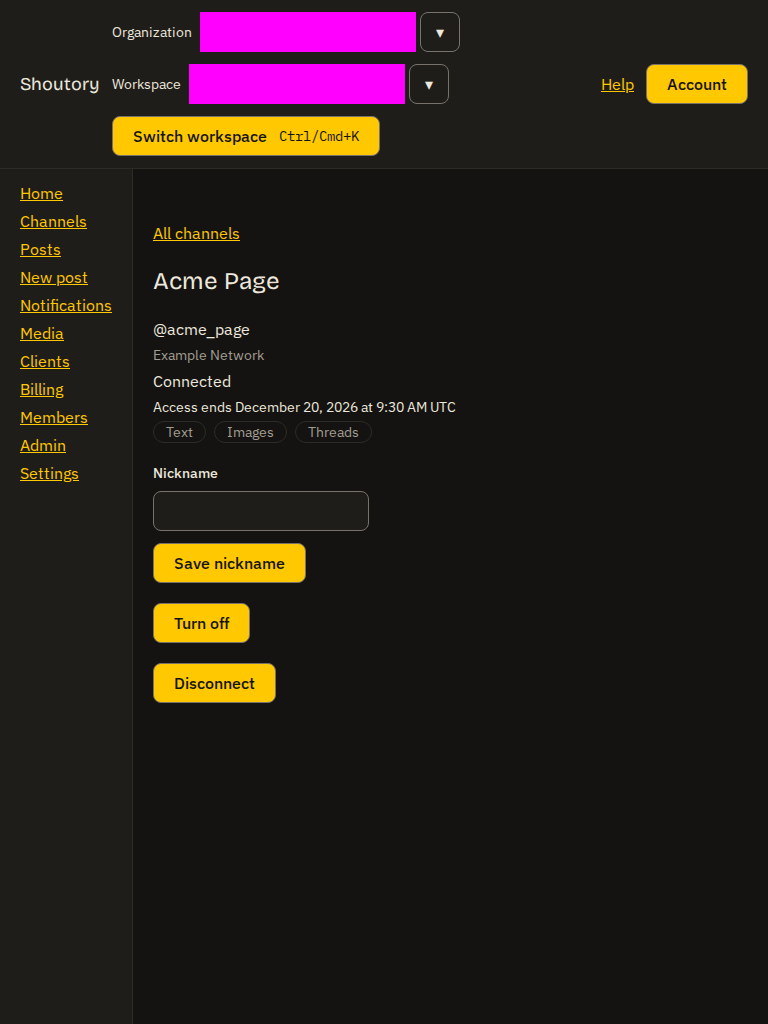 Organization ▼
Shoutory Workspace ▼ Help Account
Switch workspace Ctrl/Cmd+K
Home
Channels
Posts
New post
Notifications
Media
Clients
Billing
Members
Admin
Settings
All channels
Acme Page
@acme_page
Example Network
Connected
Access ends December 20, 2026 at 9:30 AM UTC
Text Images Threads
Nickname
Save nickname
Turn off
Disconnect